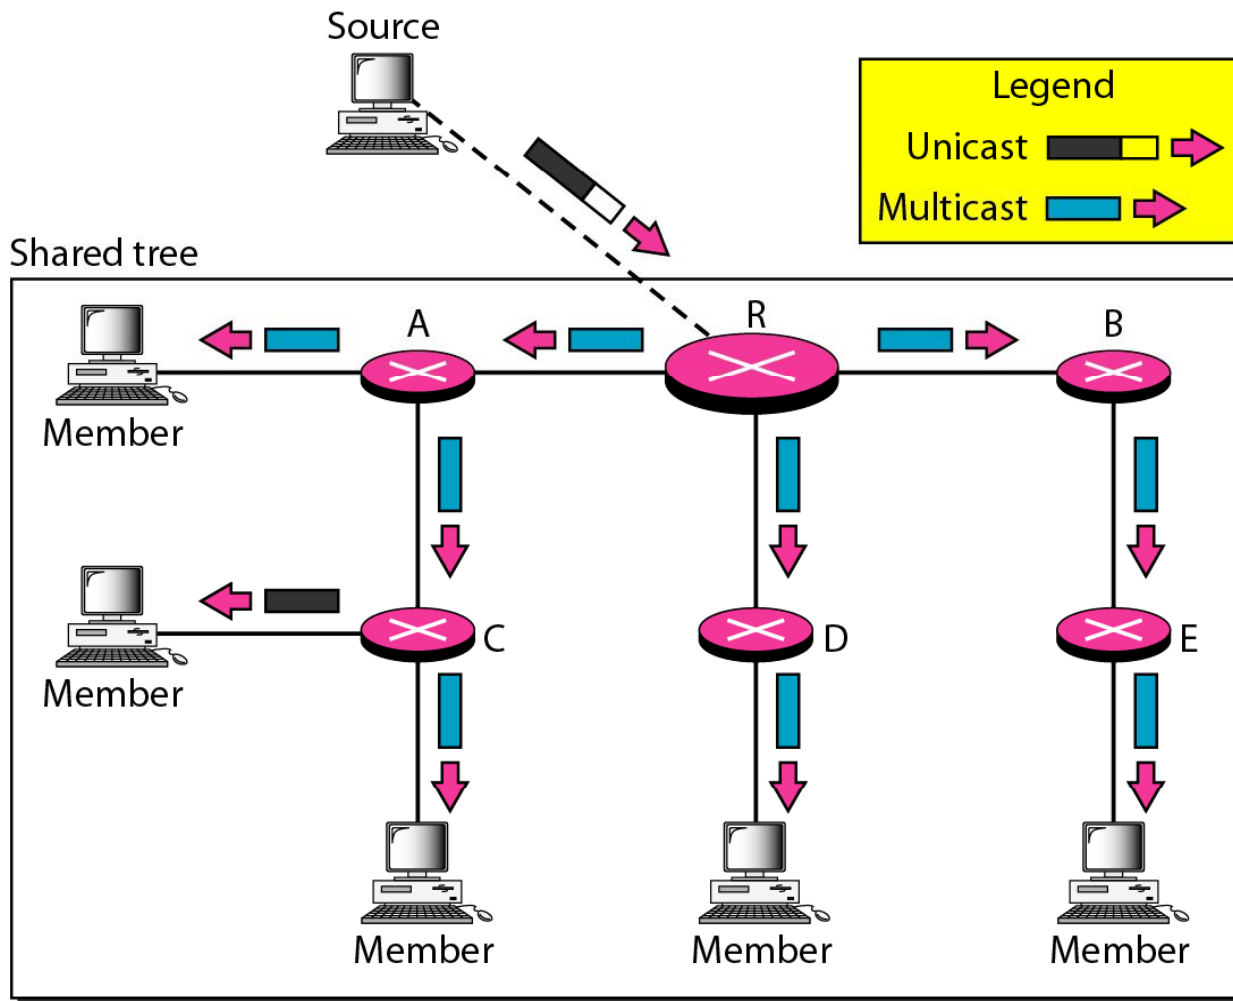 Source
Legend
Unicast
Multicast
Shared tree
A
R
B
Member
Member
C
D
E
Member
Member
Member